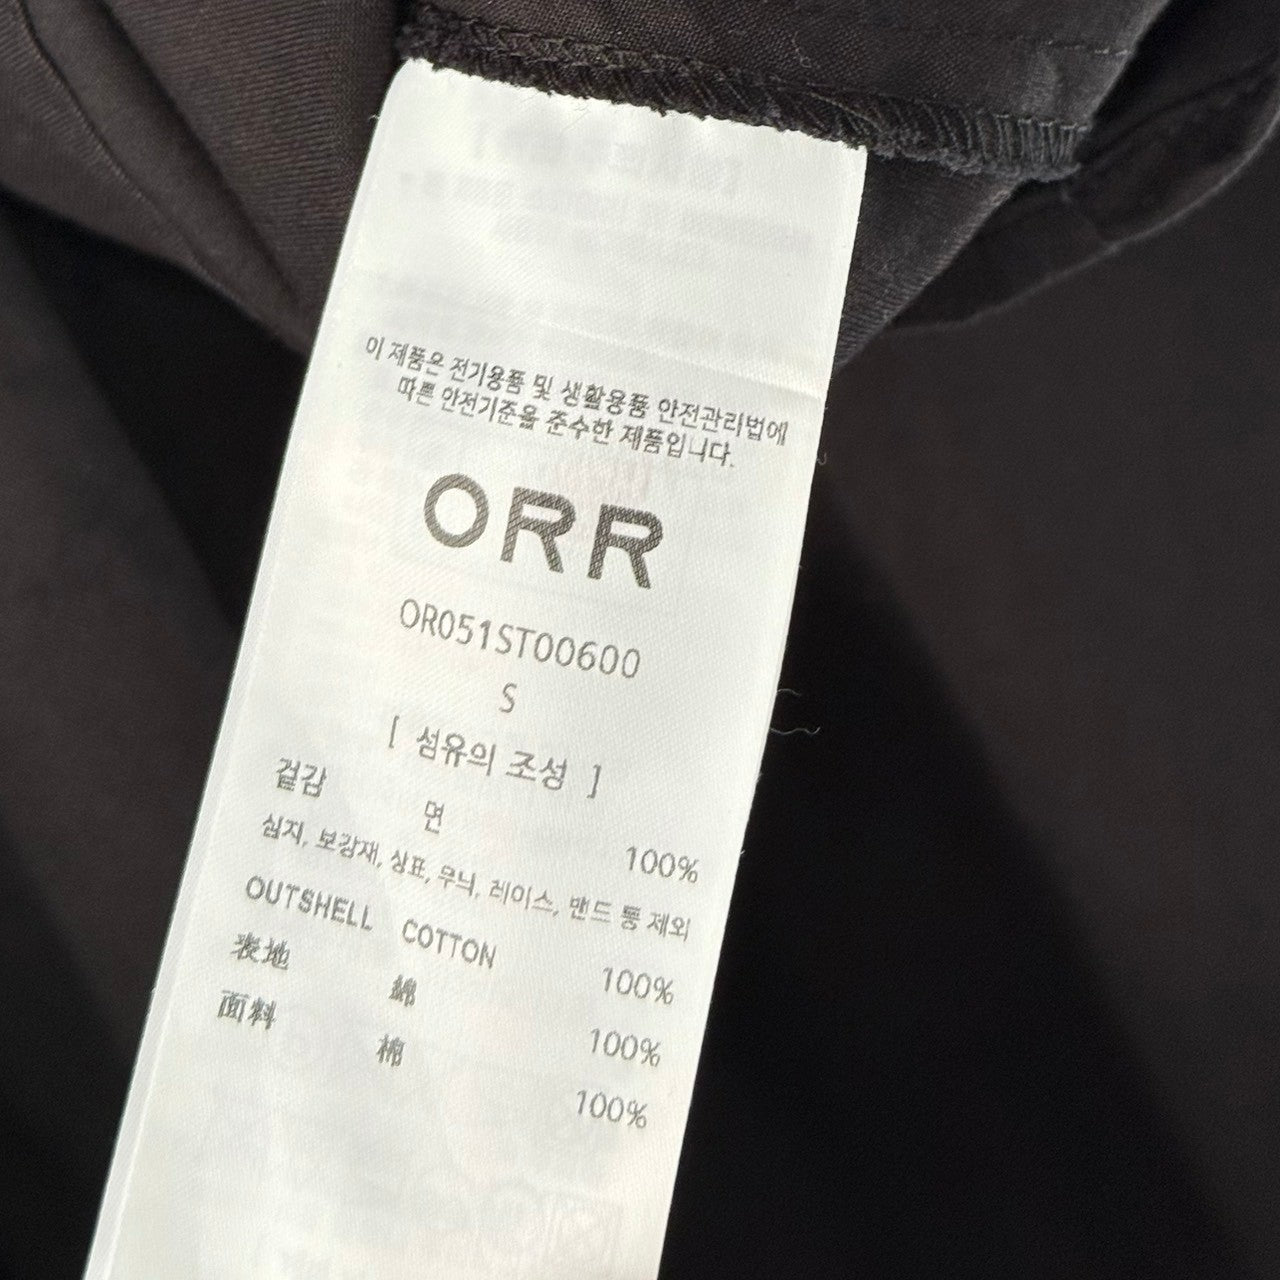 이 제품은 전기용품 및 생활용품 안전관리법에
따른 안전기준을 준수한 제품입니다.
ORR
OR051ST00600
S
[ 섬유의 조성 ]
겉감 면 100%
심지, 보강재, 상표, 무늬, 레이스, 밴드 등 제외
OUTSHELL COTTON 100%
表地 綿 100%
面料 棉 100%